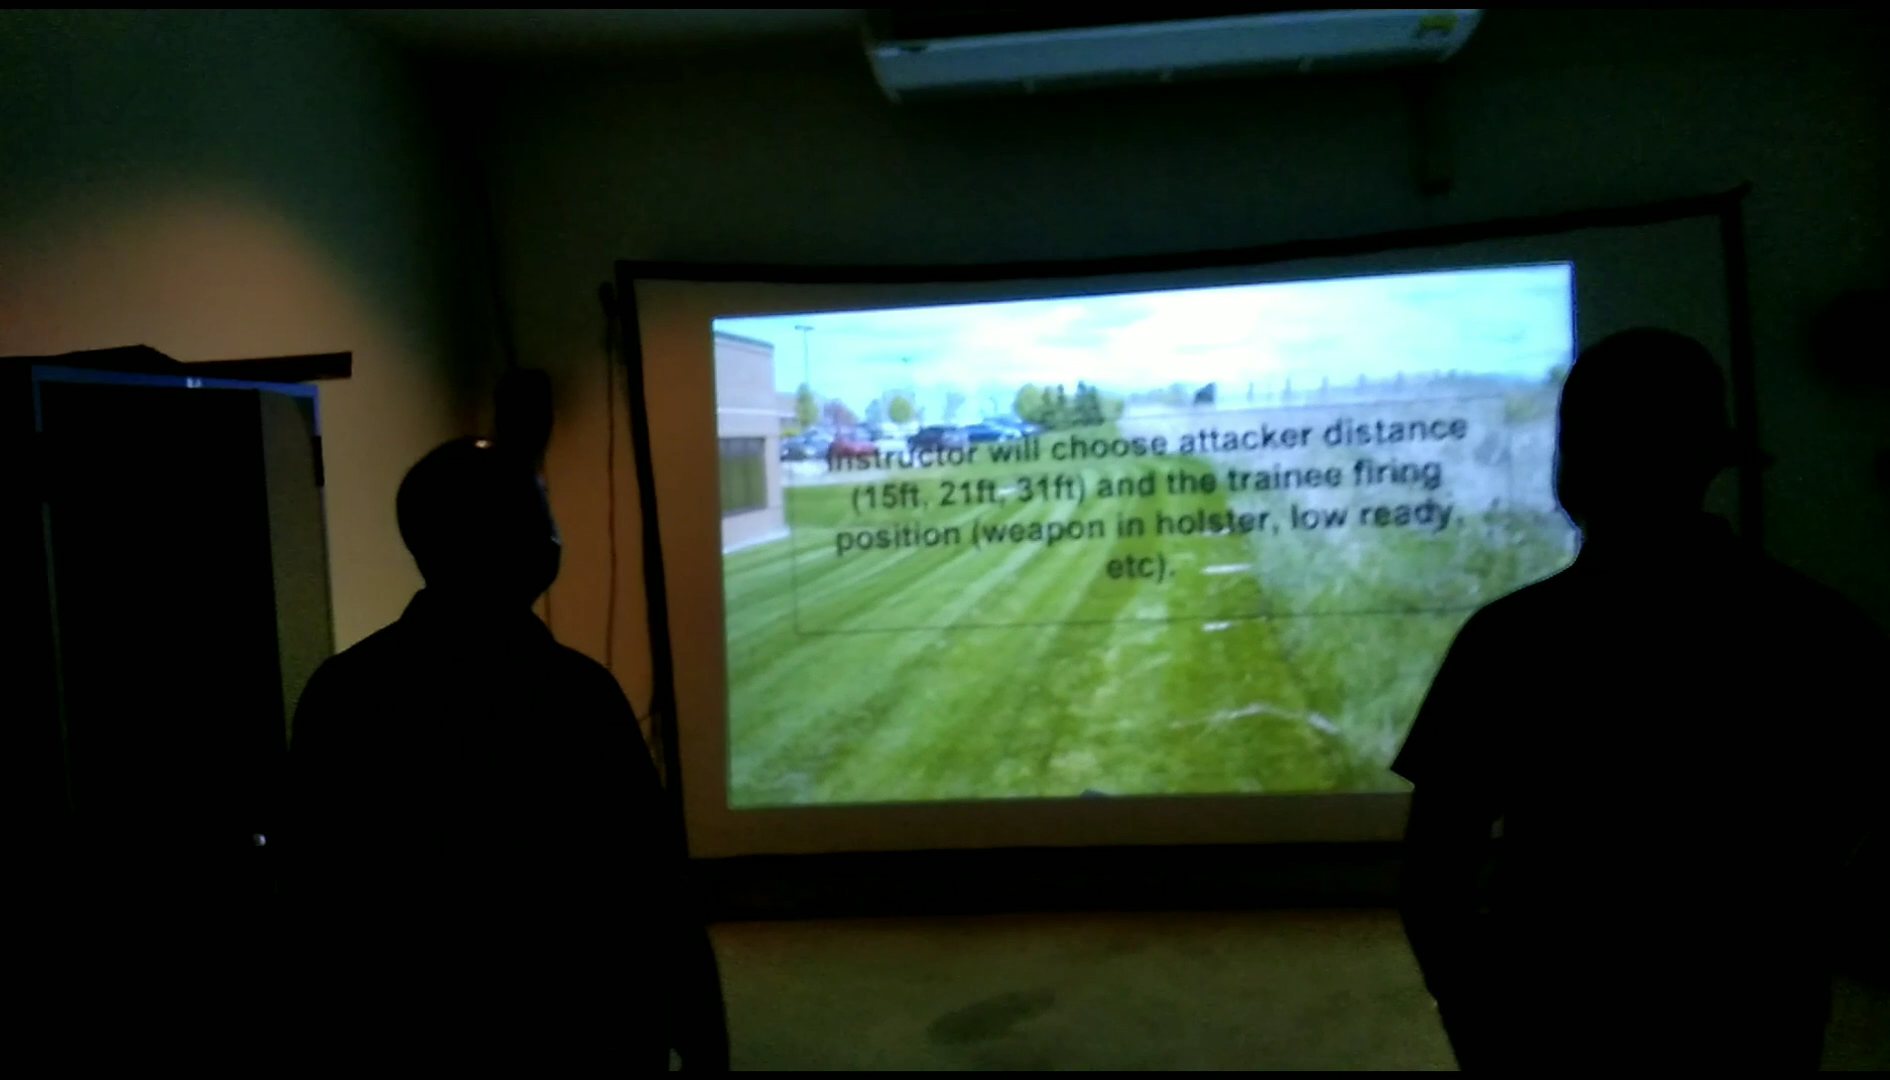 Instructor will choose attacker distance
(15ft, 21ft, 31ft) and the trainee firing
position (weapon in holster, low ready,
etc).